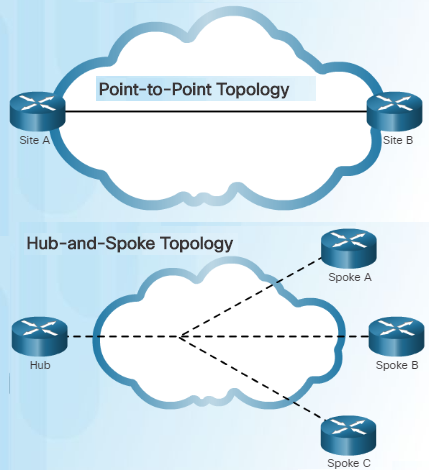 Point-to-Point Topology
Site A
Site B
Hub-and-Spoke Topology
Spoke A
Hub
Spoke B
Spoke C